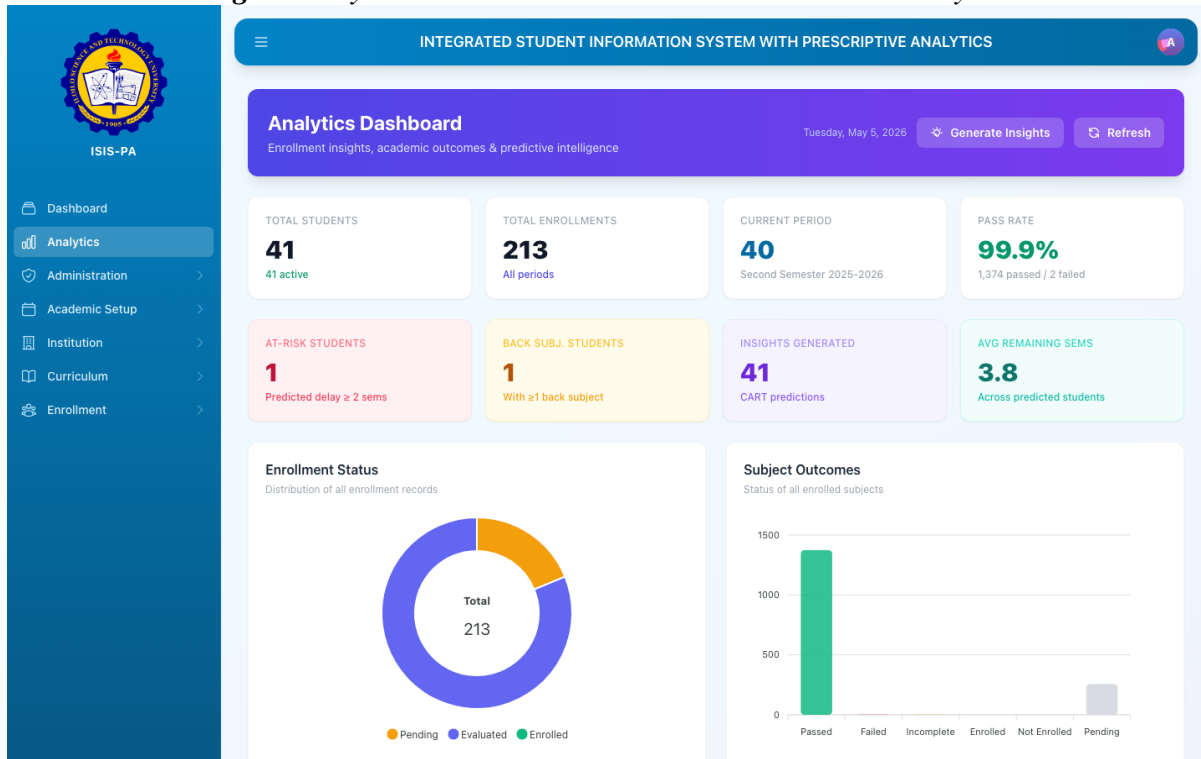 INTEGRATED STUDENT INFORMATION SYSTEM WITH PRESCRIPTIVE ANALYTICS
A
ILOILO SCIENCE AND TECHNOLOGY UNIVERSITY
1905
ISIS-PA
Dashboard
Analytics
Administration
Academic Setup
Institution
Curriculum
Enrollment
Analytics Dashboard
Enrollment insights, academic outcomes & predictive intelligence
Tuesday, May 5, 2026
Generate Insights
Refresh
TOTAL STUDENTS
41
41 active
TOTAL ENROLLMENTS
213
All periods
CURRENT PERIOD
40
Second Semester 2025-2026
PASS RATE
99.9%
1,374 passed / 2 failed
AT-RISK STUDENTS
1
Predicted delay ≥ 2 sems
BACK SUBJ. STUDENTS
1
With ≥1 back subject
INSIGHTS GENERATED
41
CART predictions
AVG REMAINING SEMS
3.8
Across predicted students
Enrollment Status
Distribution of all enrollment records
Total
213
Pending Evaluated Enrolled
Subject Outcomes
Status of all enrolled subjects
1500
1000
500
0
Passed Failed Incomplete Enrolled Not Enrolled Pending